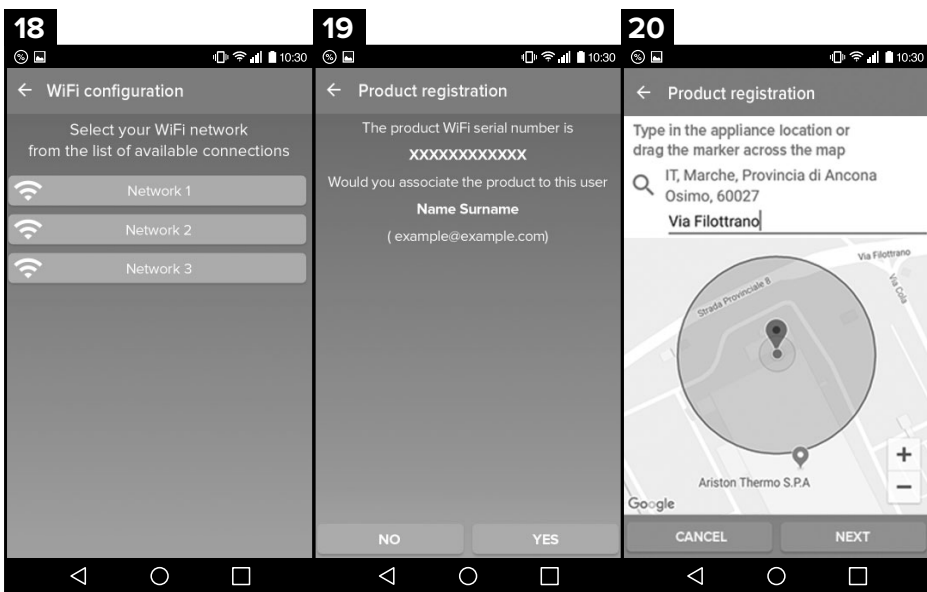 18
10:30
WiFi configuration
Select your WiFi network
from the list of available connections
Network 1
Network 2
Network 3
19
10:30
Product registration
The product WiFi serial number is
XXXXXXXXXXXX
Would you associate the product to this user
Name Surname
( example@example.com)
NO
YES
20
10:30
Product registration
Type in the appliance location or
drag the marker across the map
IT, Marche, Provincia di Ancona
Osimo, 60027
Via Filottrano
Via Filottrano
Via Cola
Strada Provinciale 8
Ariston Thermo S.P.A
Google
+
−
CANCEL
NEXT